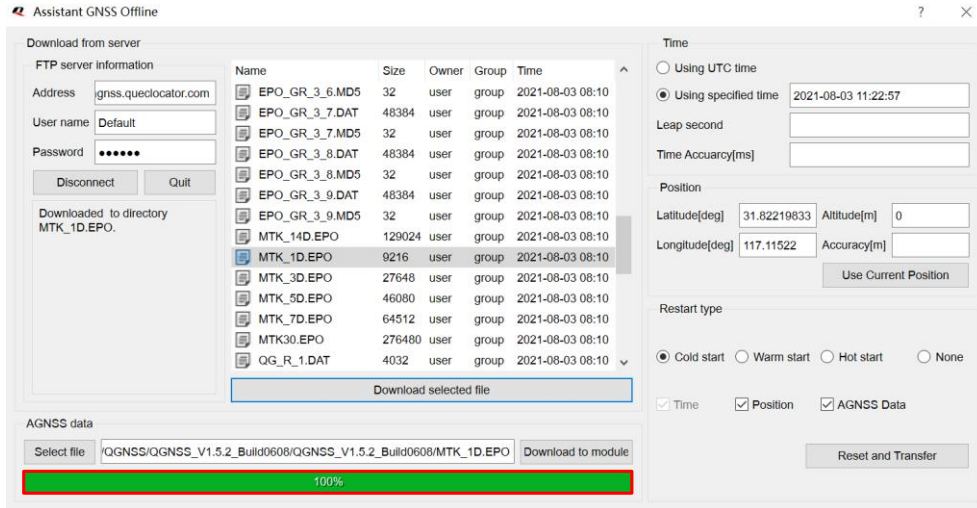 Assistant GNSS Offline
?
Download from server
FTP server information
Address gnss.queclocator.com
User name Default
Password ●●●●●●
Disconnect Quit
Downloaded to directory
MTK_1D.EPO.
Name Size Owner Group Time
EPO_GR_3_6.MD5 32 user group 2021-08-03 08:10
EPO_GR_3_7.DAT 48384 user group 2021-08-03 08:10
EPO_GR_3_7.MD5 32 user group 2021-08-03 08:10
EPO_GR_3_8.DAT 48384 user group 2021-08-03 08:10
EPO_GR_3_8.MD5 32 user group 2021-08-03 08:10
EPO_GR_3_9.DAT 48384 user group 2021-08-03 08:10
EPO_GR_3_9.MD5 32 user group 2021-08-03 08:10
MTK_14D.EPO 129024 user group 2021-08-03 08:10
MTK_1D.EPO 9216 user group 2021-08-03 08:10
MTK_3D.EPO 27648 user group 2021-08-03 08:10
MTK_5D.EPO 46080 user group 2021-08-03 08:10
MTK_7D.EPO 64512 user group 2021-08-03 08:10
MTK30.EPO 276480 user group 2021-08-03 08:10
QG_R_1.DAT 4032 user group 2021-08-03 08:10
Download selected file
AGNSS data
Select file /QGNSS/QGNSS_V1.5.2_Build0608/QGNSS_V1.5.2_Build0608/MTK_1D.EPO Download to module
100%
Time
Using UTC time
Using specified time 2021-08-03 11:22:57
Leap second
Time Accuarcy[ms]
Position
Latitude[deg] 31.82219833 Altitude[m] 0
Longitude[deg] 117.11522 Accuracy[m]
Use Current Position
Restart type
Cold start Warm start Hot start None
Time Position AGNSS Data
Reset and Transfer